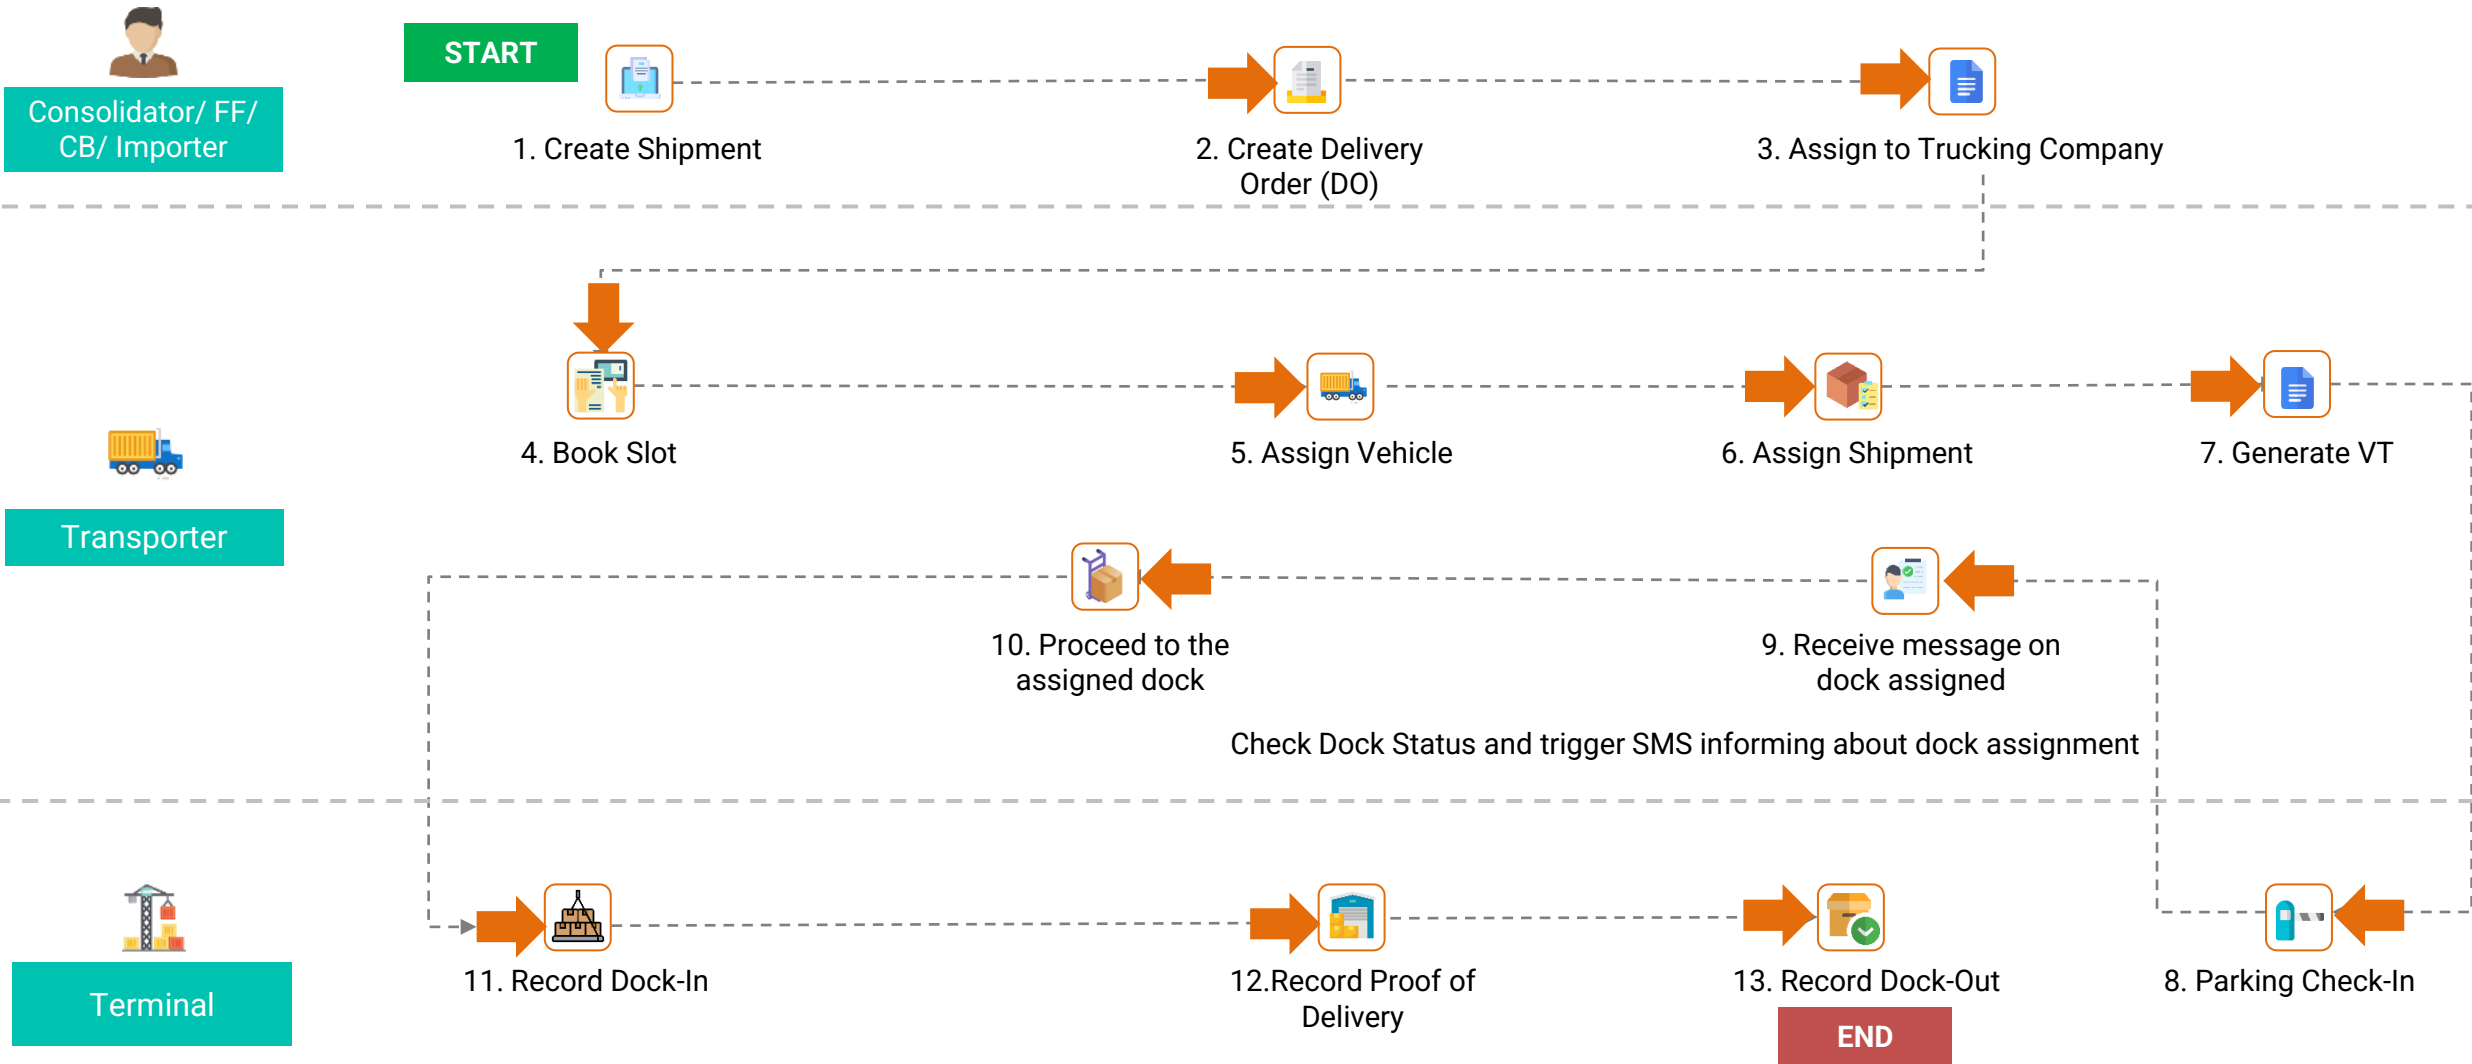 START
Consolidator/ FF/
CB/ Importer
1. Create Shipment
2. Create Delivery
Order (DO)
3. Assign to Trucking Company
4. Book Slot
5. Assign Vehicle
6. Assign Shipment
7. Generate VT
Transporter
10. Proceed to the
assigned dock
9. Receive message on
dock assigned
Check Dock Status and trigger SMS informing about dock assignment
11. Record Dock-In
12.Record Proof of
Delivery
13. Record Dock-Out
8. Parking Check-In
Terminal
END